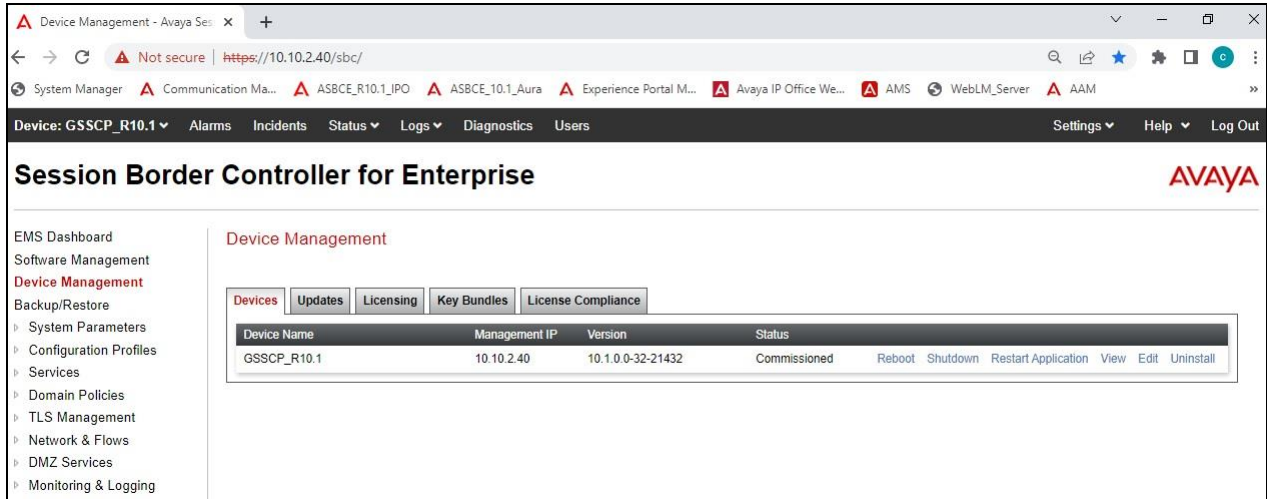 Device Management - Avaya Ses
Not secure | https://10.10.2.40/sbc/
C
System Manager Communication Ma... ASBCE_R10.1_IPO ASBCE_10.1_Aura Experience Portal M... Avaya IP Office We... AMS WebLM_Server AAM »
Device: GSSCP_R10.1 Alarms Incidents Status Logs Diagnostics Users Settings Help Log Out
Session Border Controller for Enterprise
AVAYA
EMS Dashboard
Software Management
Device Management
Backup/Restore
System Parameters
Configuration Profiles
Services
Domain Policies
TLS Management
Network & Flows
DMZ Services
Monitoring & Logging
Device Management
Devices Updates Licensing Key Bundles License Compliance
Device Name Management IP Version Status
GSSCP_R10.1 10.10.2.40 10.1.0.0-32-21432 Commissioned Reboot Shutdown Restart Application View Edit Uninstall